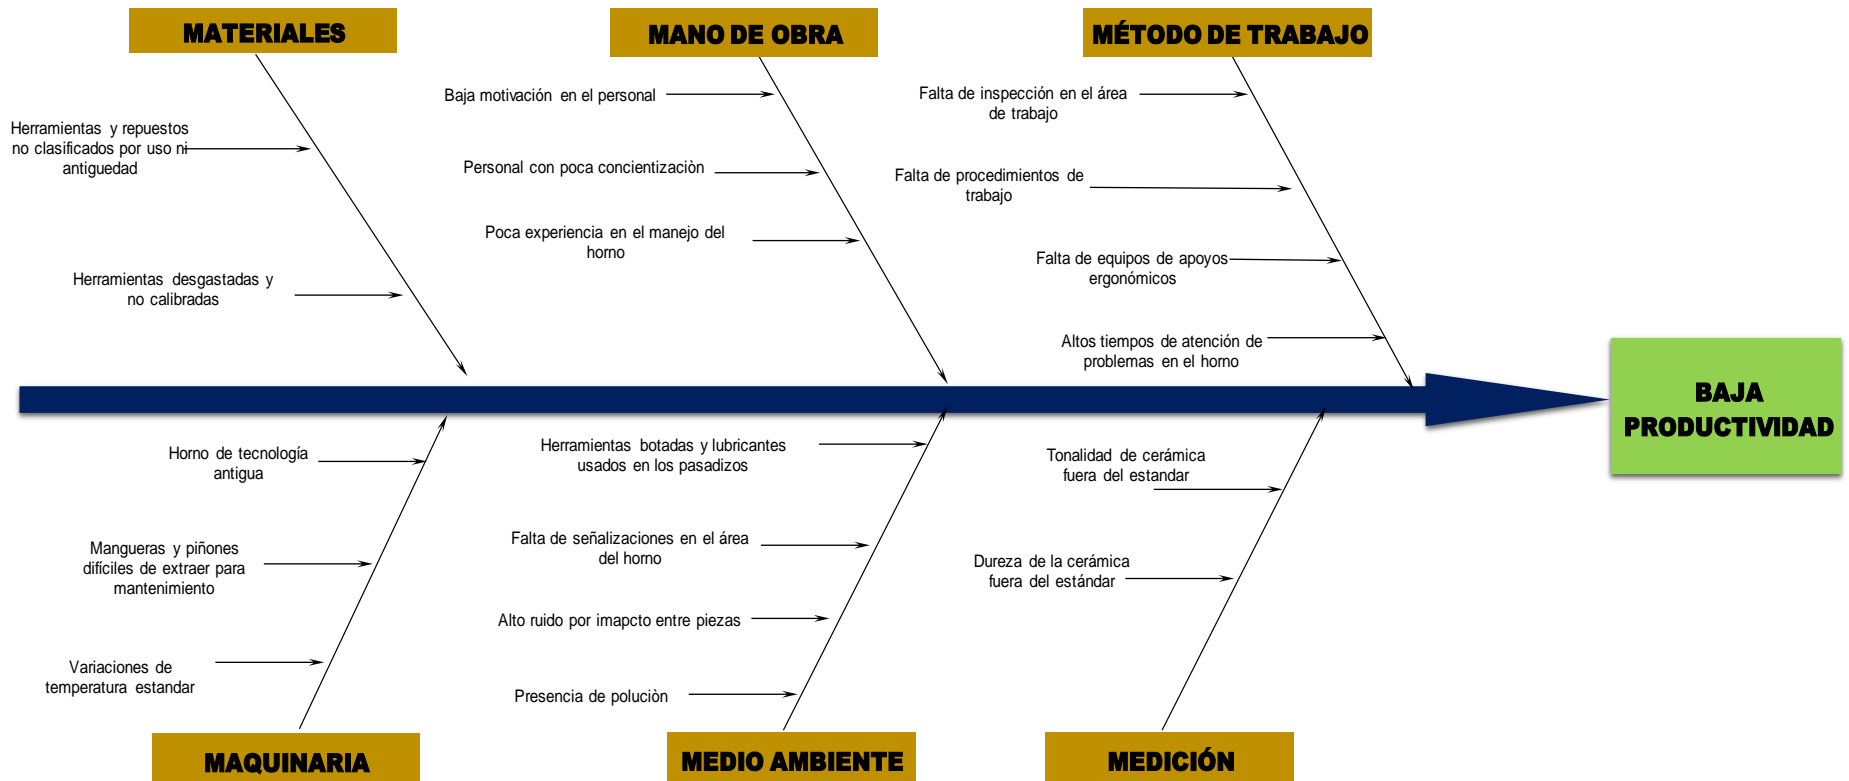 MATERIALES
MANO DE OBRA
MÉTODO DE TRABAJO
Herramientas y repuestos
no clasificados por uso ni
antiguedad
Herramientas desgastadas y
no calibradas
Baja motivación en el personal
Personal con poca concientizaciòn
Poca experiencia en el manejo del
horno
Falta de inspección en el área
de trabajo
Falta de procedimientos de
trabajo
Falta de equipos de apoyos
ergonómicos
Altos tiempos de atención de
problemas en el horno
BAJA
PRODUCTIVIDAD
Horno de tecnología
antigua
Mangueras y piñones
difíciles de extraer para
mantenimiento
Variaciones de
temperatura estandar
Herramientas botadas y lubricantes
usados en los pasadizos
Falta de señalizaciones en el área
del horno
Alto ruido por imapcto entre piezas
Presencia de poluciòn
Tonalidad de cerámica
fuera del estandar
Dureza de la cerámica
fuera del estándar
MAQUINARIA
MEDIO AMBIENTE
MEDICIÓN